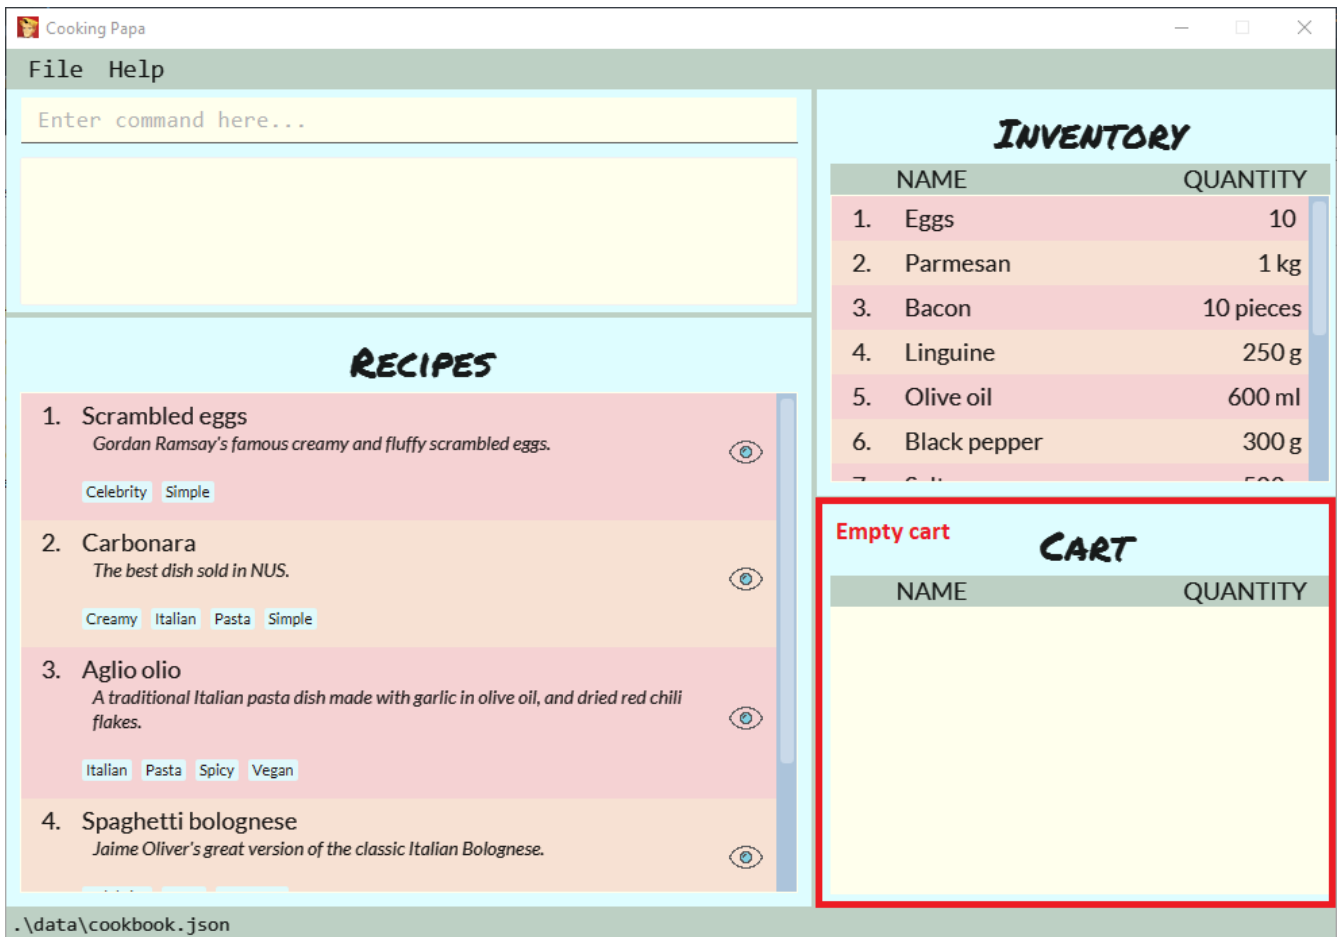 Cooking Papa
File Help
Enter command here...
RECIPES
1. Scrambled eggs
Gordan Ramsay's famous creamy and fluffy scrambled eggs.
Celebrity Simple
2. Carbonara
The best dish sold in NUS.
Creamy Italian Pasta Simple
3. Aglio olio
A traditional Italian pasta dish made with garlic in olive oil, and dried red chili
flakes.
Italian Pasta Spicy Vegan
4. Spaghetti bolognese
Jaime Oliver's great version of the classic Italian Bolognese.
INVENTORY
NAME QUANTITY
1. Eggs 10
2. Parmesan 1 kg
3. Bacon 10 pieces
4. Linguine 250 g
5. Olive oil 600 ml
6. Black pepper 300 g
Empty cart
CART
NAME QUANTITY
.\data\cookbook.json